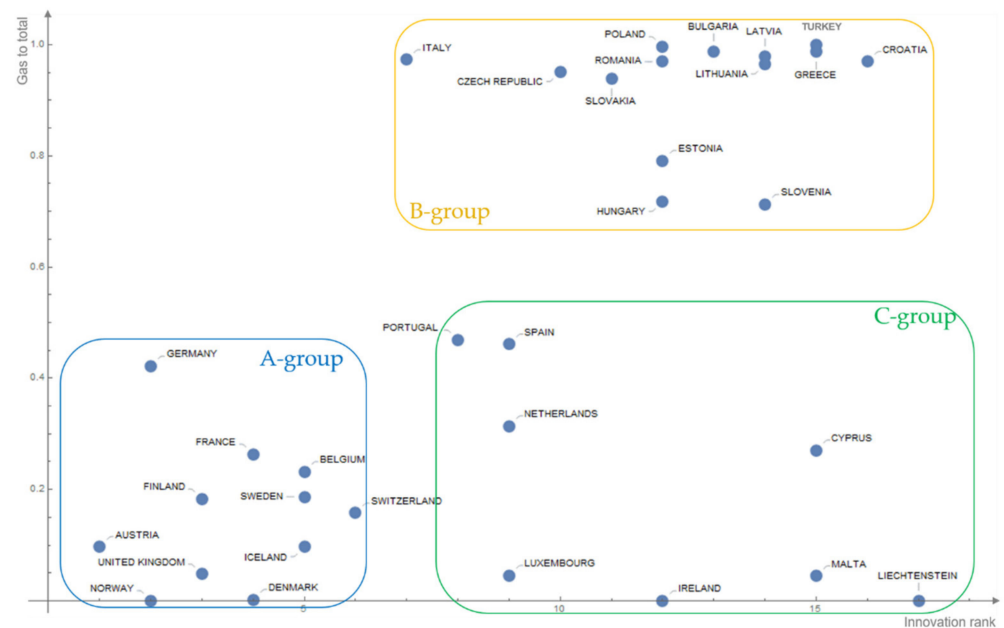 Gas to total
1.0
0.8
0.6
0.4
0.2
5
10
15
Innovation rank
ITALY
POLAND
BULGARIA
LATVIA
TURKEY
CROATIA
ROMANIA
CZECH REPUBLIC
LITHUANIA
GREECE
SLOVAKIA
ESTONIA
SLOVENIA
HUNGARY
B-group
C-group
PORTUGAL
SPAIN
A-group
GERMANY
NETHERLANDS
FRANCE
CYPRUS
BELGIUM
FINLAND
SWEDEN
SWITZERLAND
AUSTRIA
ICELAND
UNITED KINGDOM
LUXEMBOURG
MALTA
LIECHTENSTEIN
NORWAY
DENMARK
IRELAND